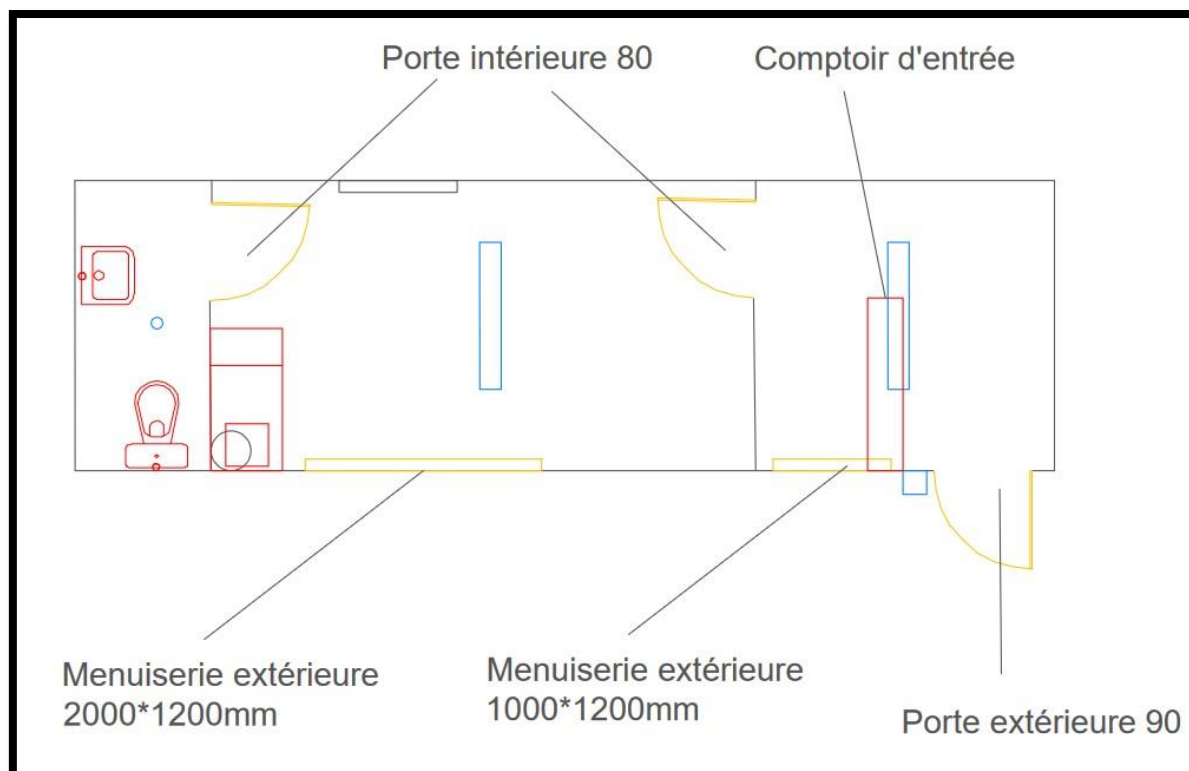 Porte intérieure 80
Comptoir d'entrée
Menuiserie extérieure
2000*1200mm
Menuiserie extérieure
1000*1200mm
Porte extérieure 90